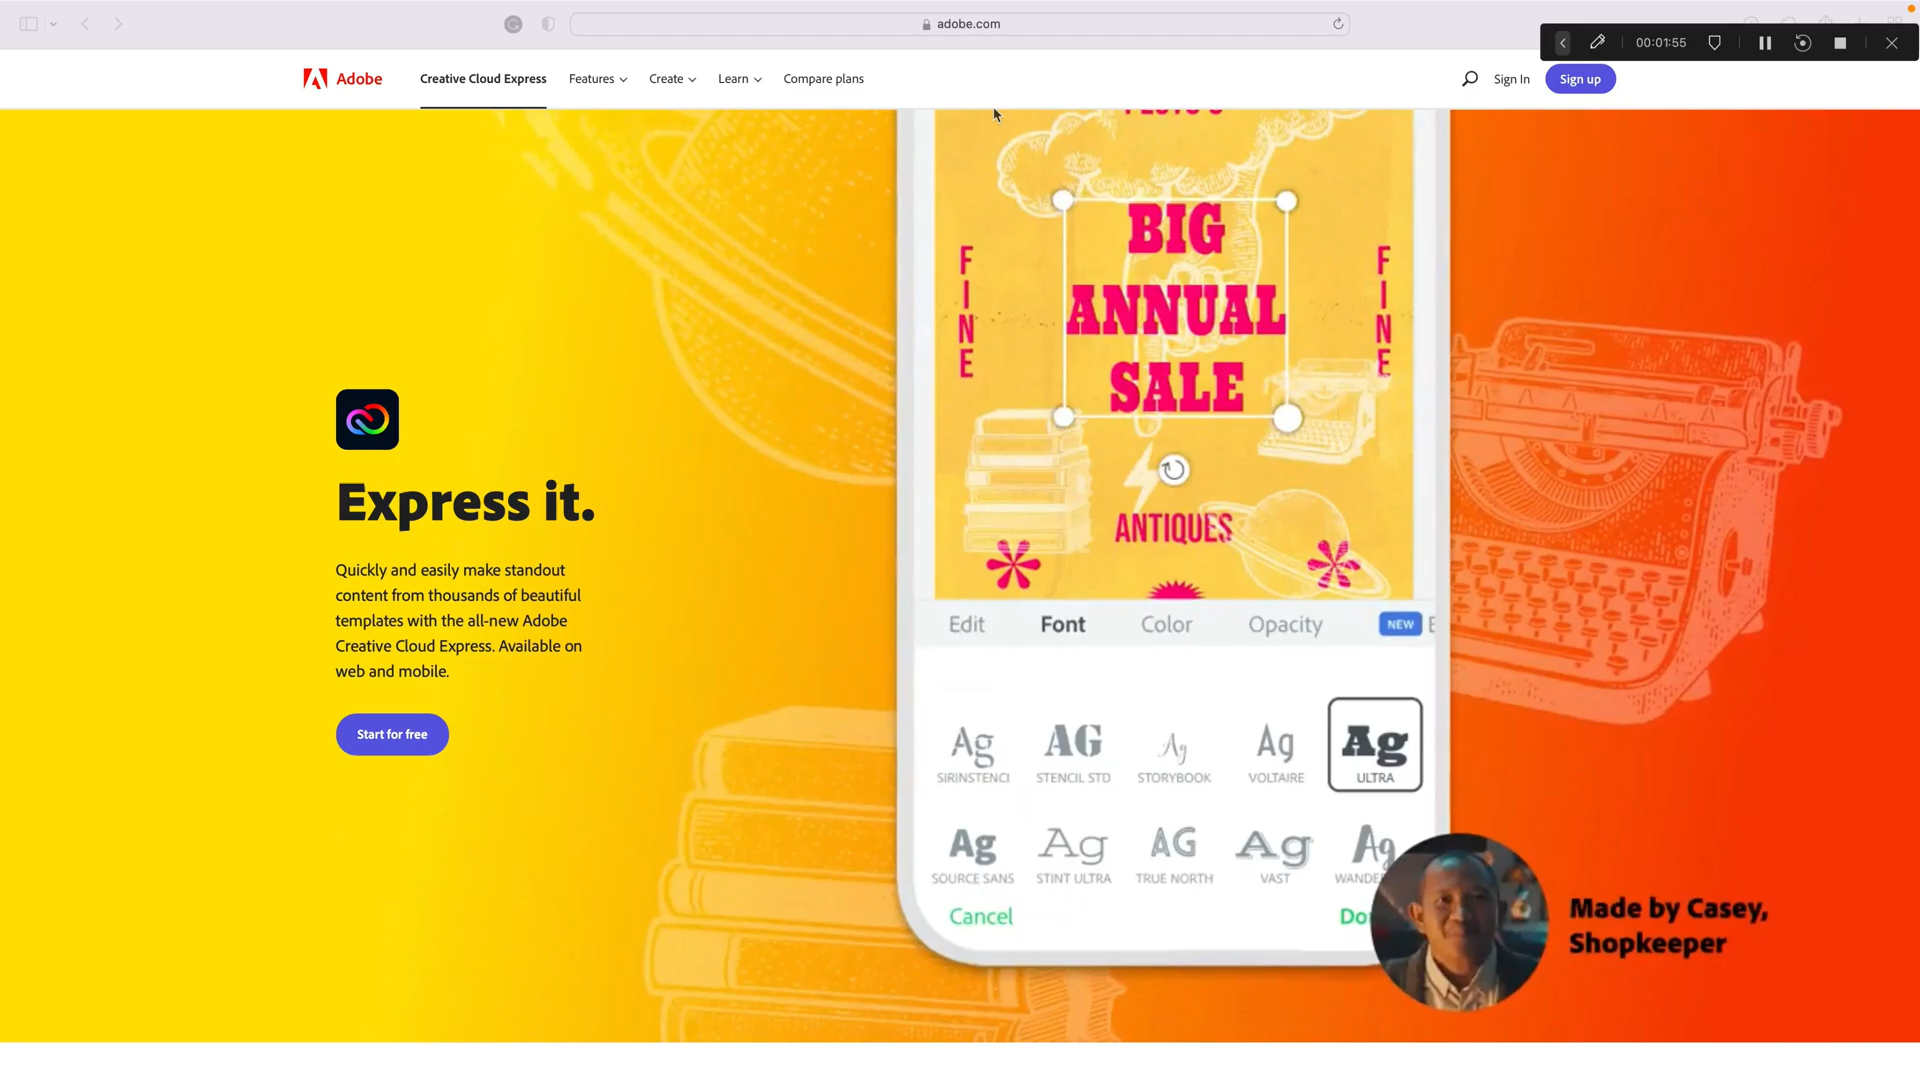 adobe.com
00:01:55
Adobe
Creative Cloud Express
Features
Create
Learn
Compare plans
Sign In
Sign up
Express it.
Quickly and easily make standout
content from thousands of beautiful
templates with the all-new Adobe
Creative Cloud Express. Available on
web and mobile.
Start for free
BIG
ANNUAL
SALE
FINE
FINE
ANTIQUES
Edit
Font
Color
Opacity
NEW
Ag
SIRINSTENCI
AG
STENCIL STD
Ag
STORYBOOK
Ag
VOLTAIRE
Ag
ULTRA
Ag
SOURCE SANS
Ag
STINT ULTRA
AG
TRUE NORTH
Ag
VAST
Ag
Cancel
Made by Casey,
Shopkeeper